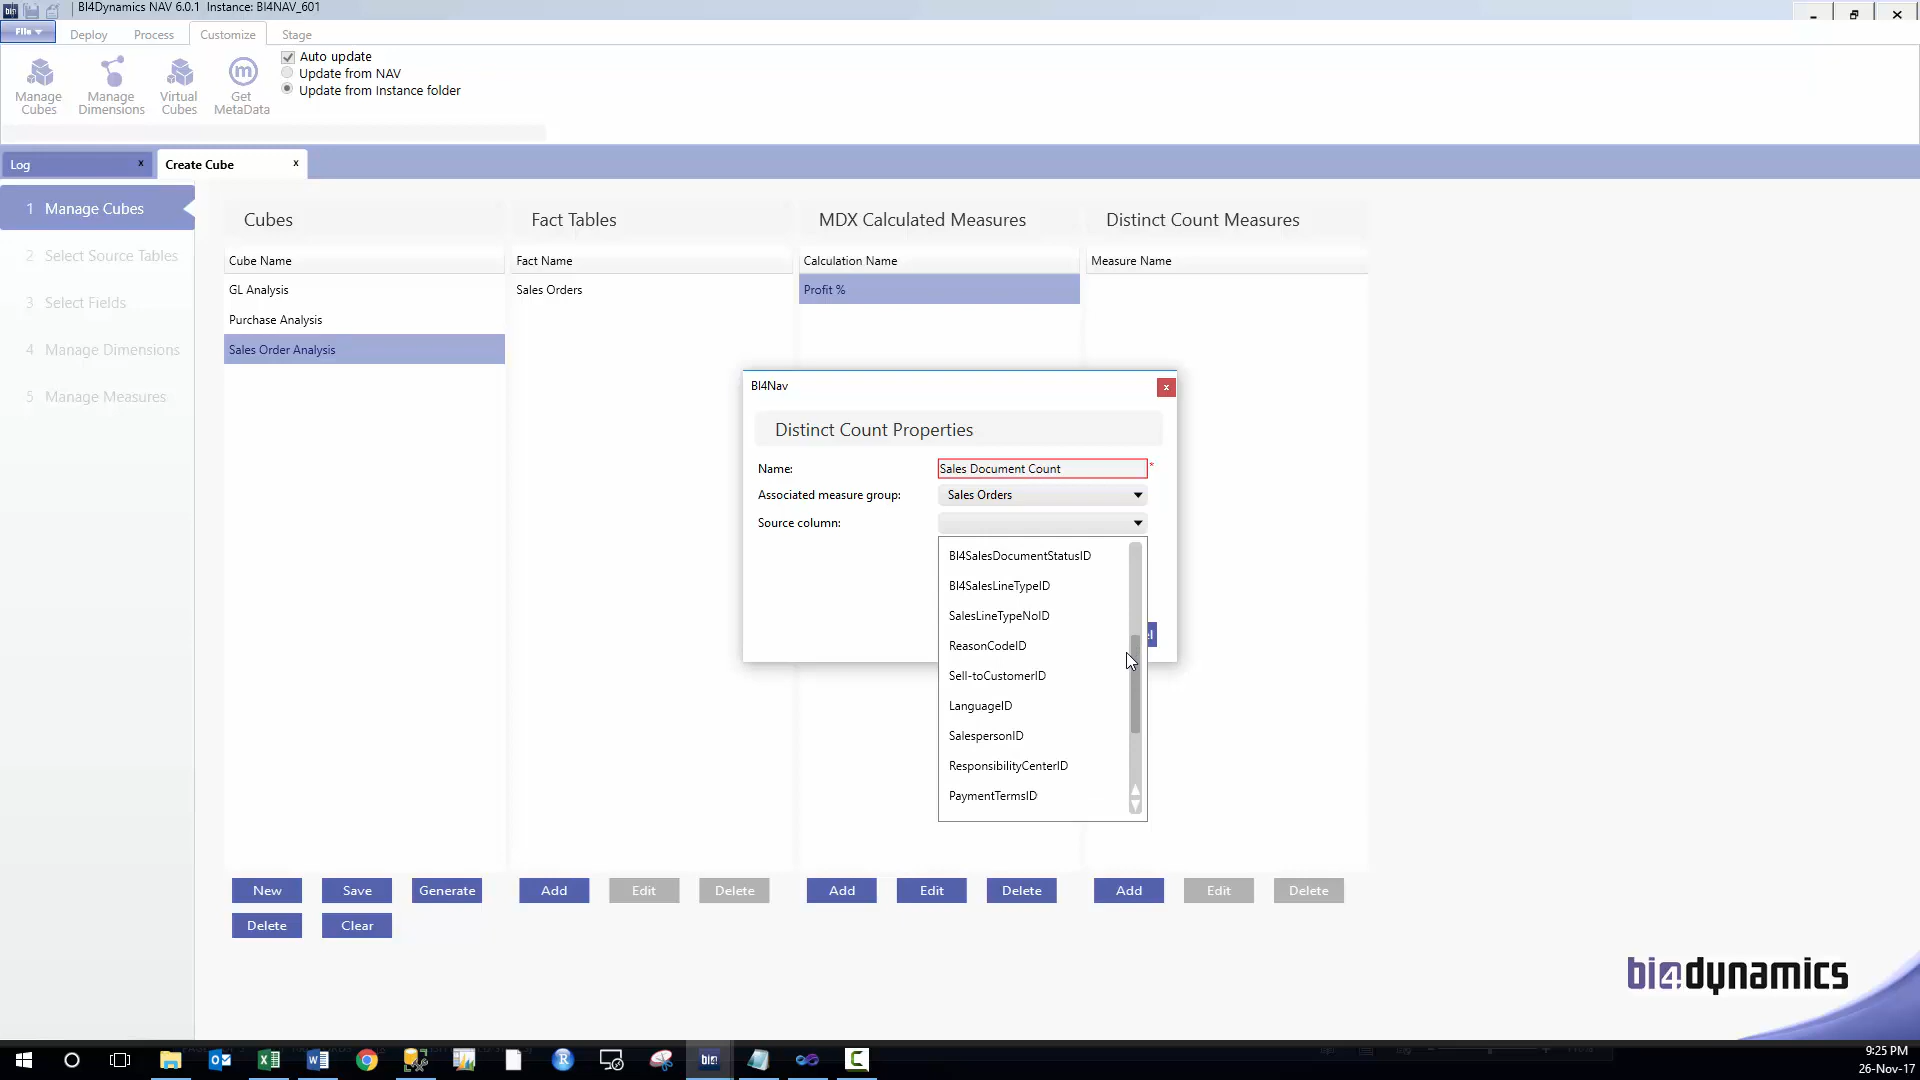 BI4Dynamics NAV 6.0.1 Instance: BI4NAV_601
File
Deploy
Process
Customize
Stage
Manage Cubes
Manage Dimensions
Virtual Cubes
Get MetaData
Auto update
Update from NAV
Update from Instance folder
Log x
Create Cube x
1 Manage Cubes
2 Select Source Tables
3 Select Fields
4 Manage Dimensions
5 Manage Measures
Cubes
Cube Name
GL Analysis
Purchase Analysis
Sales Order Analysis
Fact Tables
Fact Name
Sales Orders
MDX Calculated Measures
Calculation Name
Profit %
Distinct Count Measures
Measure Name
BI4Nav
x
Distinct Count Properties
Name: Sales Document Count *
Associated measure group: Sales Orders
Source column:
BI4SalesDocumentStatusID
BI4SalesLineTypeID
SalesLineTypeNoID
ReasonCodeID
Sell-toCustomerID
LanguageID
SalespersonID
ResponsibilityCenterID
PaymentTermsID
New Save Generate
Delete Clear
Add Edit Delete
Add Edit Delete
Add Edit Delete
bi4dynamics
9:25 PM
26-Nov-17